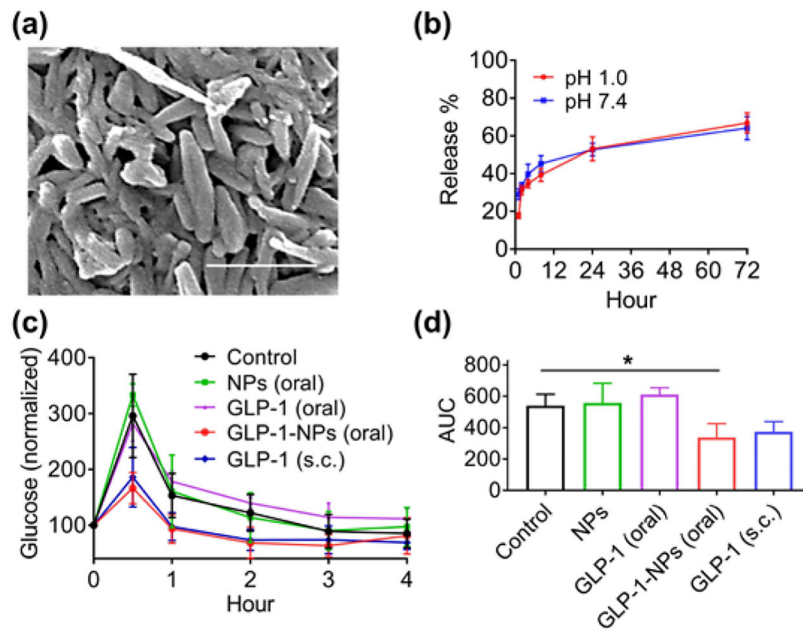 (a)
(b)
100
80
60
40
20
0
Release %
pH 1.0
pH 7.4
0 12 24 36 48 60 72
Hour
(c)
400
300
200
100
Glucose (normalized)
Control
NPs (oral)
GLP-1 (oral)
GLP-1-NPs (oral)
GLP-1 (s.c.)
0 1 2 3 4
Hour
(d)
800
600
400
200
0
AUC
*
Control
NPs
GLP-1 (oral)
GLP-1-NPs (oral)
GLP-1 (s.c.)